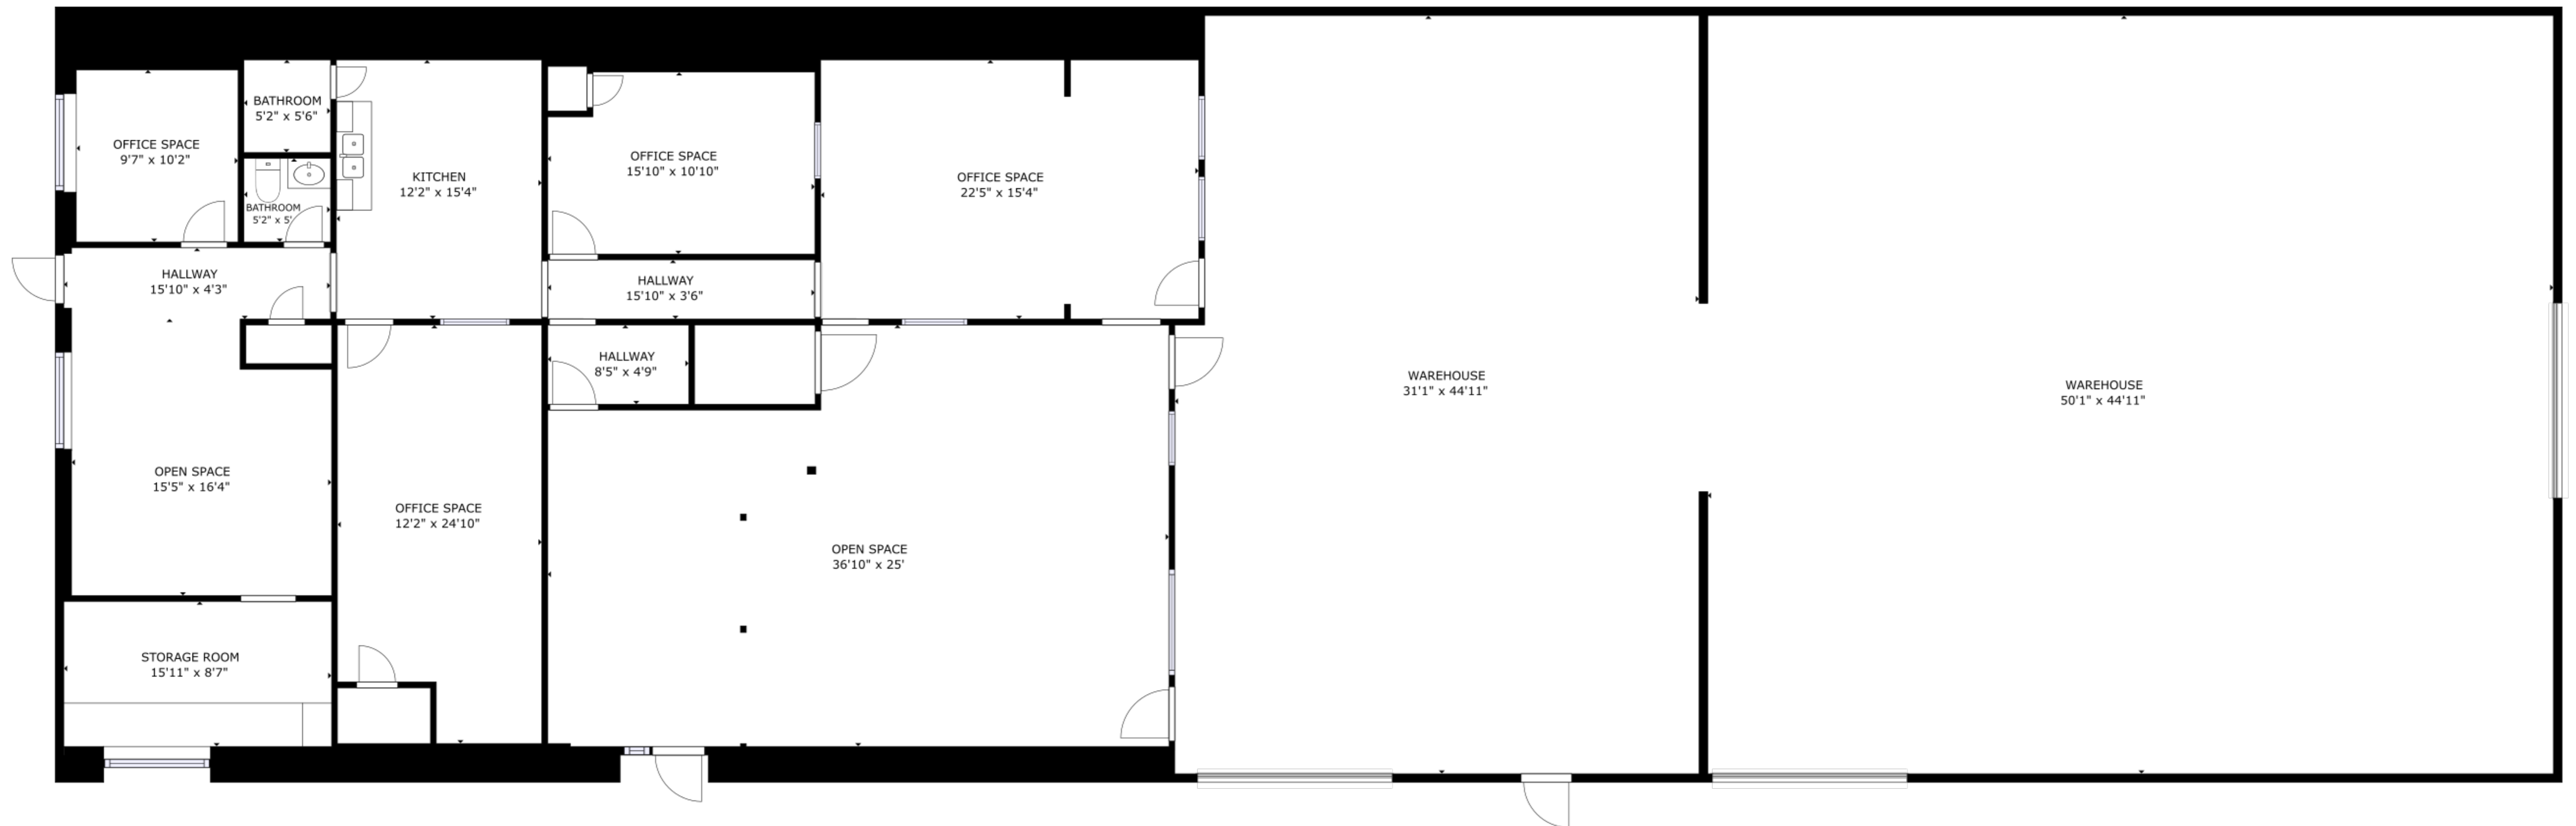 BATHROOM
5'2" x 5'6"
OFFICE SPACE
9'7" x 10'2"
BATHROOM
5'2" x 5'
KITCHEN
12'2" x 15'4"
OFFICE SPACE
15'10" x 10'10"
OFFICE SPACE
22'5" x 15'4"
HALLWAY
15'10" x 4'3"
HALLWAY
15'10" x 3'6"
HALLWAY
8'5" x 4'9"
WAREHOUSE
31'1" x 44'11"
WAREHOUSE
50'1" x 44'11"
OPEN SPACE
15'5" x 16'4"
OFFICE SPACE
12'2" x 24'10"
OPEN SPACE
36'10" x 25'
STORAGE ROOM
15'11" x 8'7"